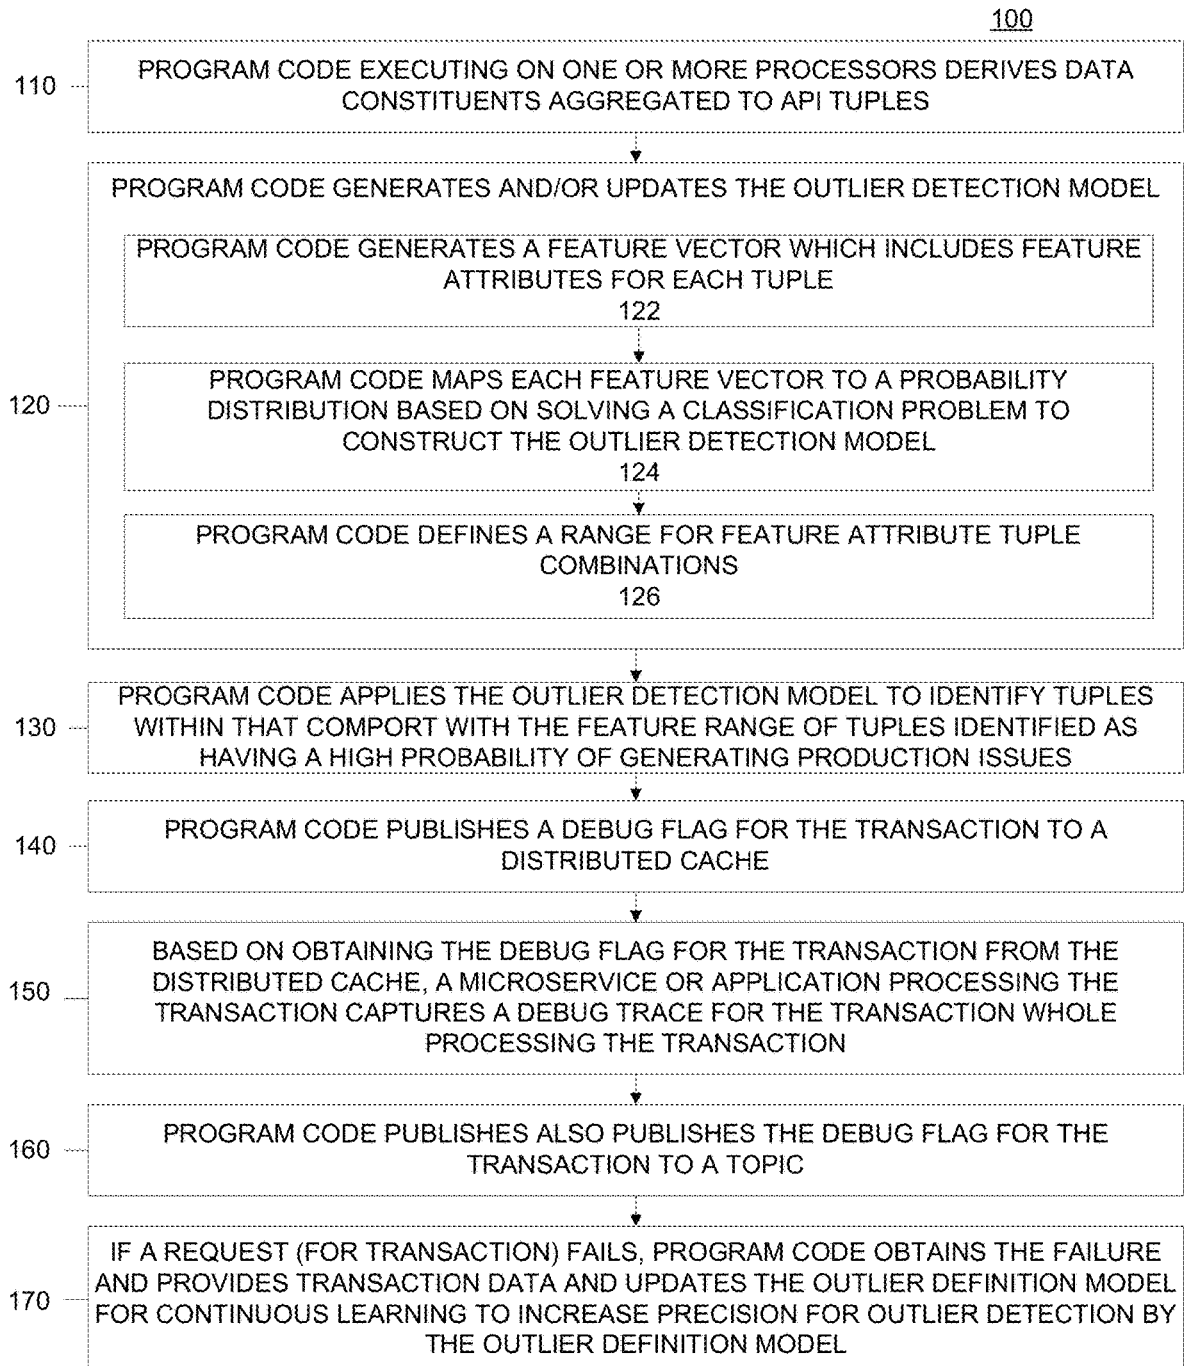 100
110
PROGRAM CODE EXECUTING ON ONE OR MORE PROCESSORS DERIVES DATA
CONSTITUENTS AGGREGATED TO API TUPLES
PROGRAM CODE GENERATES AND/OR UPDATES THE OUTLIER DETECTION MODEL
PROGRAM CODE GENERATES A FEATURE VECTOR WHICH INCLUDES FEATURE
ATTRIBUTES FOR EACH TUPLE
122
120
PROGRAM CODE MAPS EACH FEATURE VECTOR TO A PROBABILITY
DISTRIBUTION BASED ON SOLVING A CLASSIFICATION PROBLEM TO
CONSTRUCT THE OUTLIER DETECTION MODEL
124
PROGRAM CODE DEFINES A RANGE FOR FEATURE ATTRIBUTE TUPLE
COMBINATIONS
126
130
PROGRAM CODE APPLIES THE OUTLIER DETECTION MODEL TO IDENTIFY TUPLES
WITHIN THAT COMPORT WITH THE FEATURE RANGE OF TUPLES IDENTIFIED AS
HAVING A HIGH PROBABILITY OF GENERATING PRODUCTION ISSUES
140
PROGRAM CODE PUBLISHES A DEBUG FLAG FOR THE TRANSACTION TO A
DISTRIBUTED CACHE
150
BASED ON OBTAINING THE DEBUG FLAG FOR THE TRANSACTION FROM THE
DISTRIBUTED CACHE, A MICROSERVICE OR APPLICATION PROCESSING THE
TRANSACTION CAPTURES A DEBUG TRACE FOR THE TRANSACTION WHOLE
PROCESSING THE TRANSACTION
160
PROGRAM CODE PUBLISHES ALSO PUBLISHES THE DEBUG FLAG FOR THE
TRANSACTION TO A TOPIC
170
IF A REQUEST (FOR TRANSACTION) FAILS, PROGRAM CODE OBTAINS THE FAILURE
AND PROVIDES TRANSACTION DATA AND UPDATES THE OUTLIER DEFINITION MODEL
FOR CONTINUOUS LEARNING TO INCREASE PRECISION FOR OUTLIER DETECTION BY
THE OUTLIER DEFINITION MODEL